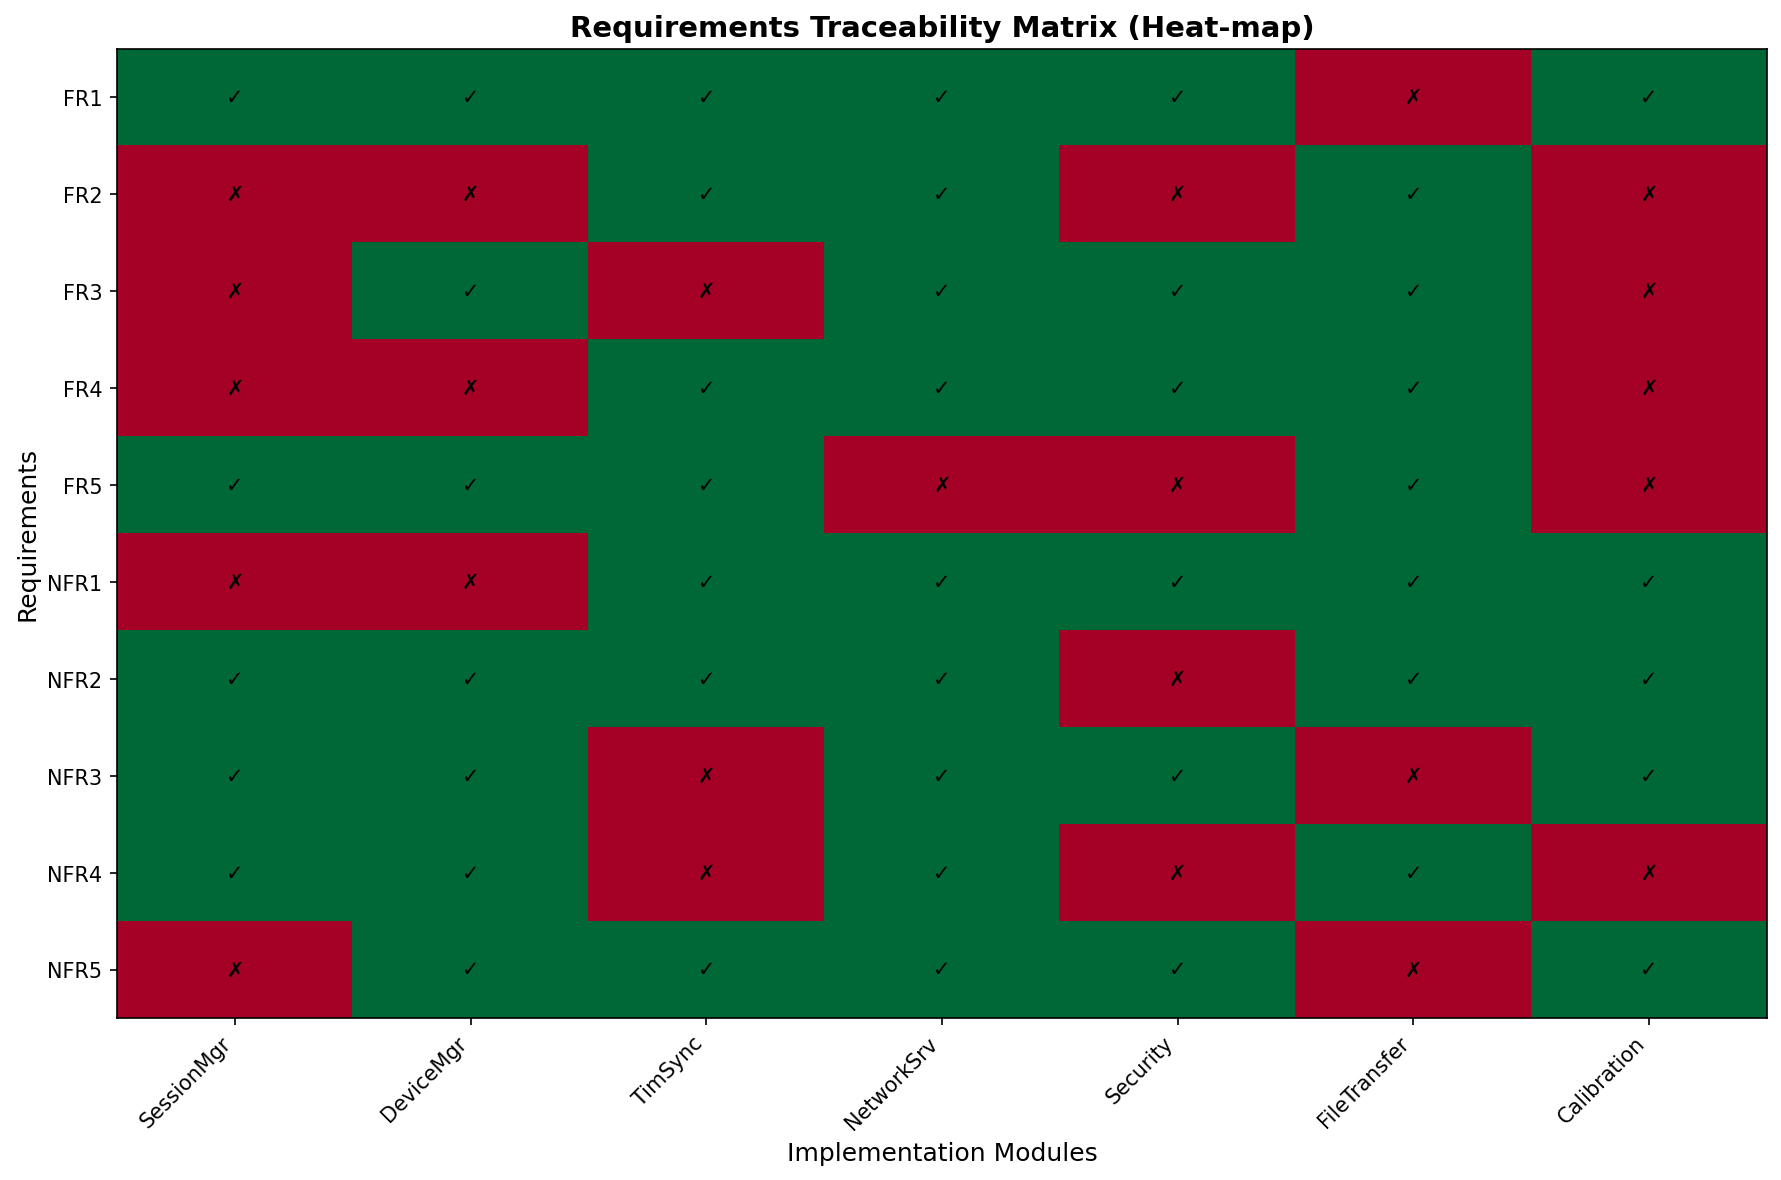 Requirements Traceability Matrix (Heat-map)
FR1 ✓ ✓ ✓ ✓ ✓ ✗ ✓
FR2 ✗ ✗ ✓ ✓ ✗ ✓ ✗
FR3 ✗ ✓ ✗ ✓ ✓ ✓ ✗
FR4 ✗ ✗ ✓ ✓ ✓ ✓ ✗
FR5 ✓ ✓ ✓ ✗ ✗ ✓ ✗
NFR1 ✗ ✗ ✓ ✓ ✓ ✓ ✓
NFR2 ✓ ✓ ✓ ✓ ✗ ✓ ✓
NFR3 ✓ ✓ ✗ ✓ ✓ ✗ ✓
NFR4 ✓ ✓ ✗ ✓ ✗ ✓ ✗
NFR5 ✗ ✓ ✓ ✓ ✓ ✗ ✓
Requirements
SessionMgr DeviceMgr TimSync NetworkSrv Security FileTransfer Calibration
Implementation Modules